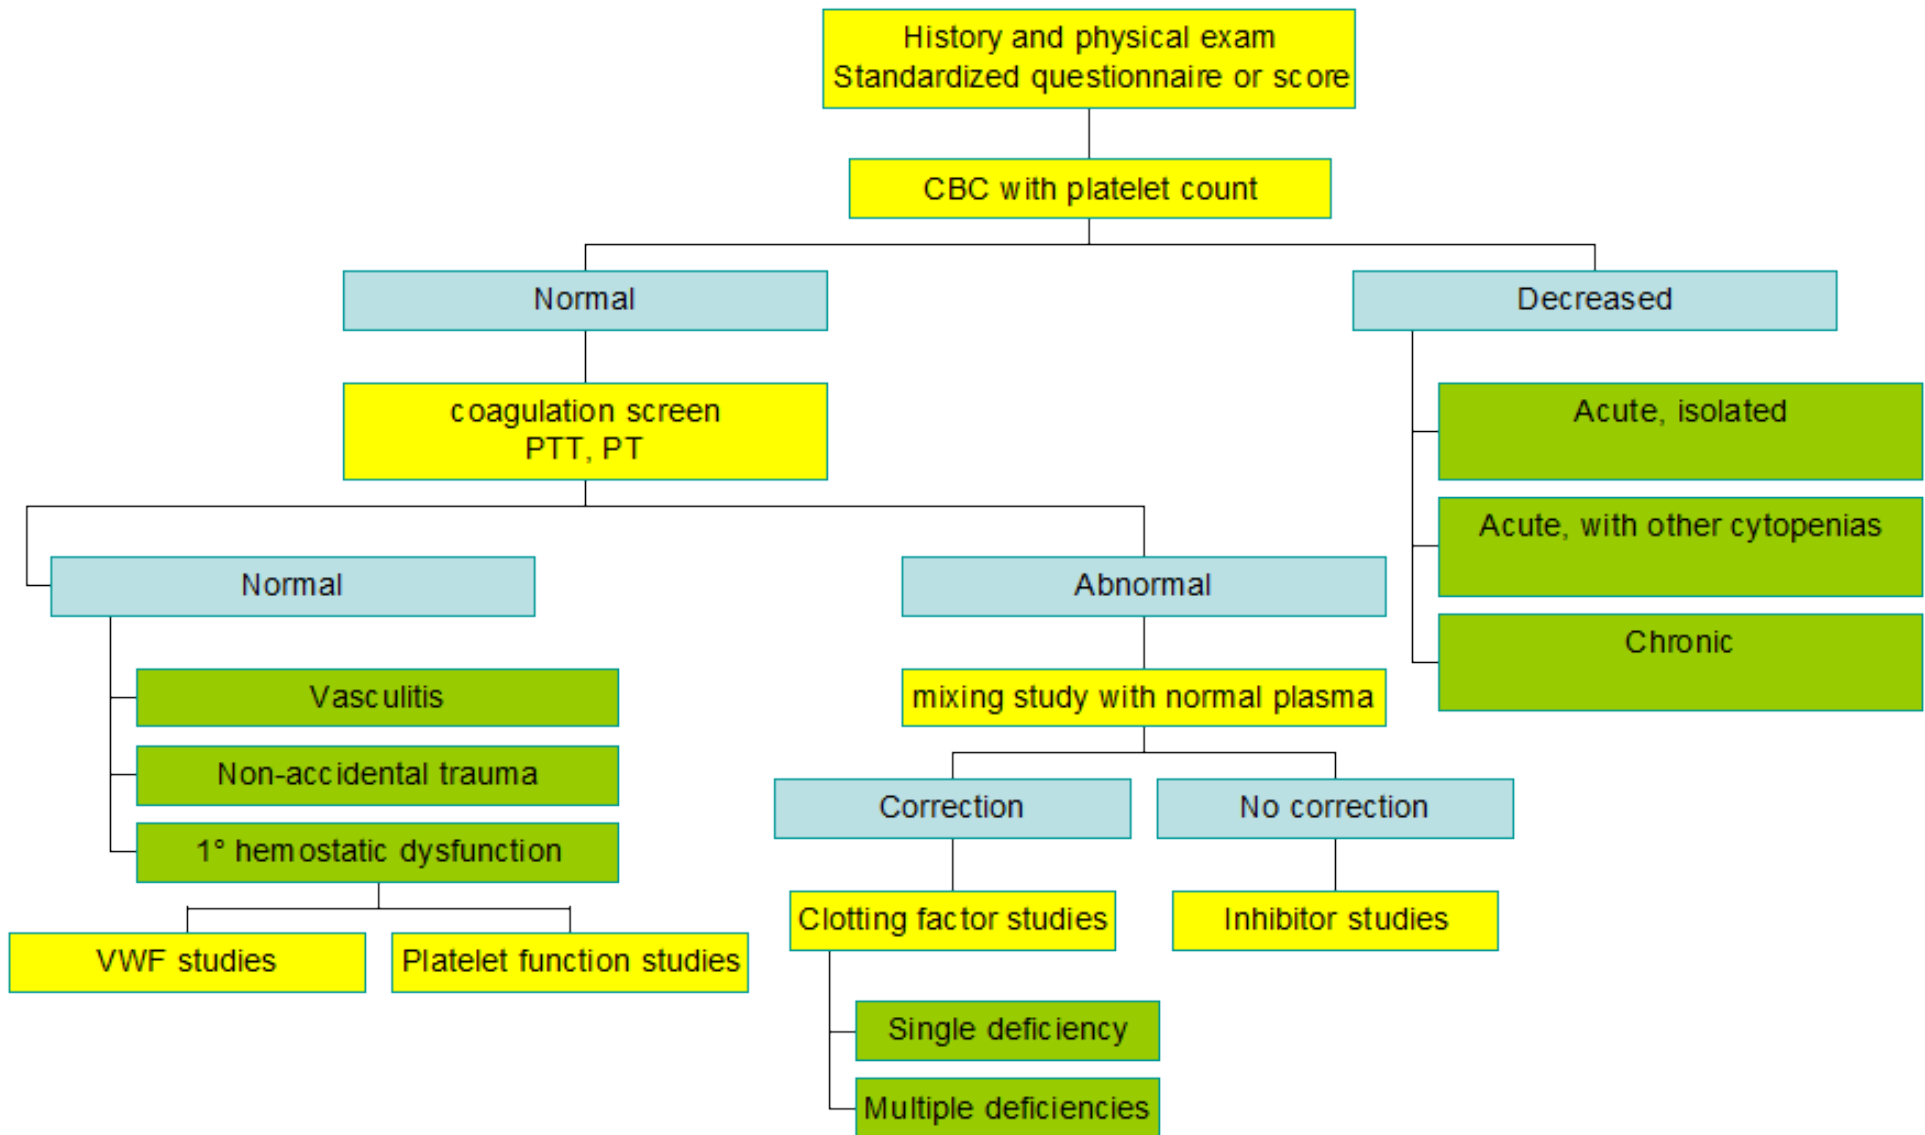 History and physical exam
Standardized questionnaire or score
CBC with platelet count
Normal
Decreased
coagulation screen
PTT, PT
Acute, isolated
Acute, with other cytopenias
Chronic
Normal
Abnormal
Vasculitis
Non-accidental trauma
1° hemostatic dysfunction
VWF studies
Platelet function studies
mixing study with normal plasma
Correction
No correction
Clotting factor studies
Inhibitor studies
Single deficiency
Multiple deficiencies